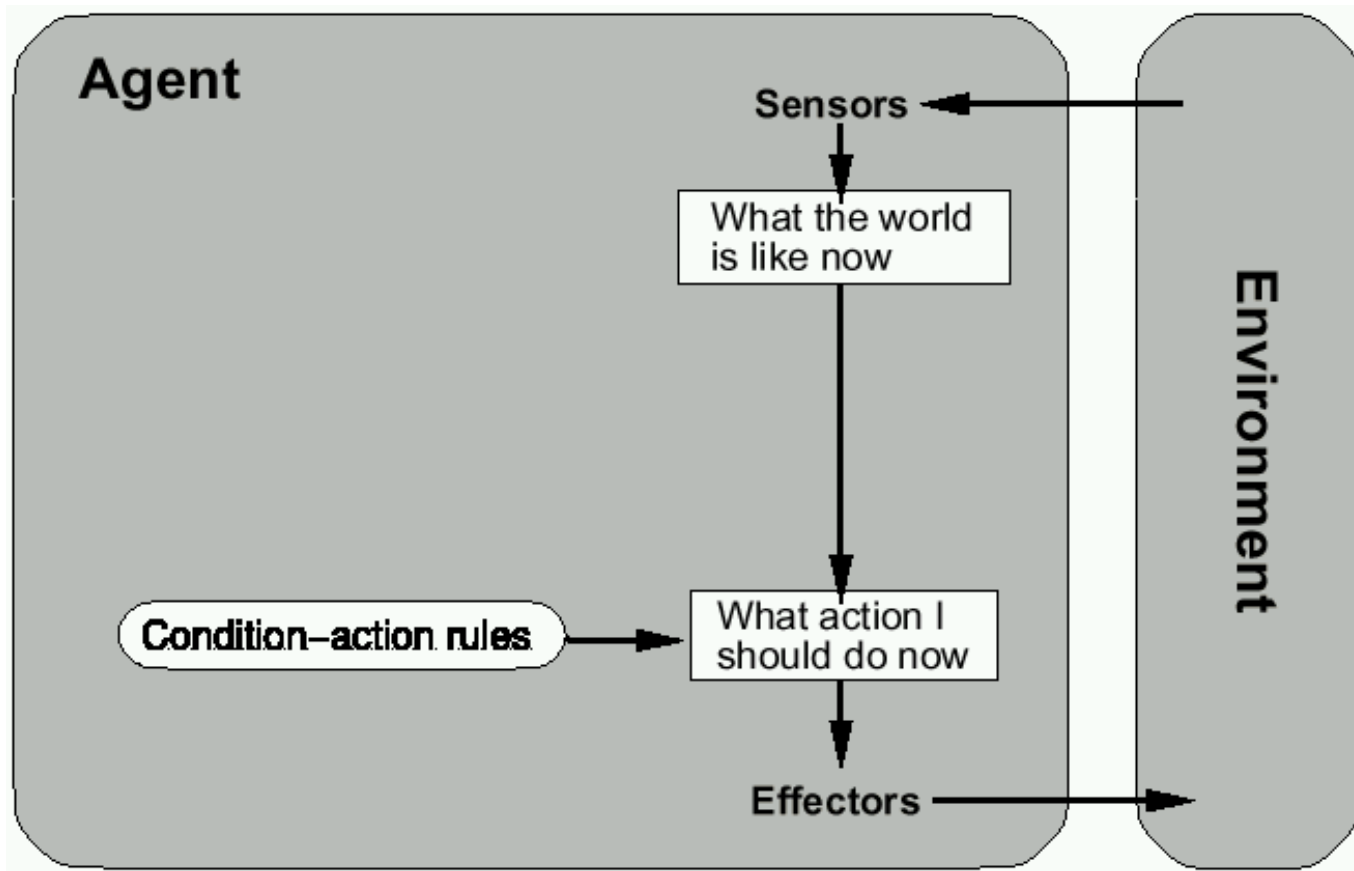 Agent
Sensors
What the world
is like now
Environment
Condition–action rules
What action I
should do now
Effectors